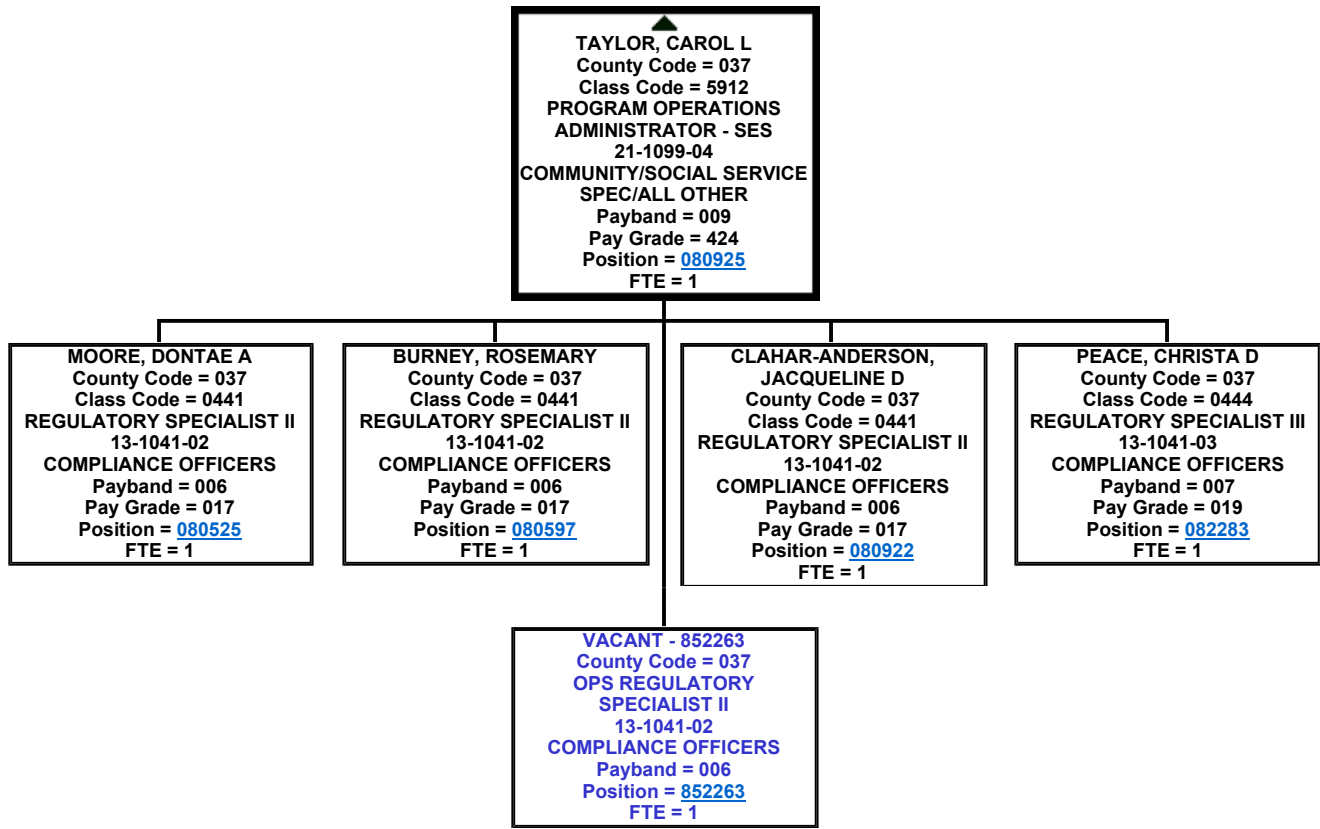 TAYLOR, CAROL L
County Code = 037
Class Code = 5912
PROGRAM OPERATIONS
ADMINISTRATOR - SES
21-1099-04
COMMUNITY/SOCIAL SERVICE
SPEC/ALL OTHER
Payband = 009
Pay Grade = 424
Position = 080925
FTE = 1
MOORE, DONTAE A
County Code = 037
Class Code = 0441
REGULATORY SPECIALIST II
13-1041-02
COMPLIANCE OFFICERS
Payband = 006
Pay Grade = 017
Position = 080525
FTE = 1
BURNEY, ROSEMARY
County Code = 037
Class Code = 0441
REGULATORY SPECIALIST II
13-1041-02
COMPLIANCE OFFICERS
Payband = 006
Pay Grade = 017
Position = 080597
FTE = 1
CLAHAR-ANDERSON,
JACQUELINE D
County Code = 037
Class Code = 0441
REGULATORY SPECIALIST II
13-1041-02
COMPLIANCE OFFICERS
Payband = 006
Pay Grade = 017
Position = 080922
FTE = 1
PEACE, CHRISTA D
County Code = 037
Class Code = 0444
REGULATORY SPECIALIST III
13-1041-03
COMPLIANCE OFFICERS
Payband = 007
Pay Grade = 019
Position = 082283
FTE = 1
VACANT - 852263
County Code = 037
OPS REGULATORY
SPECIALIST II
13-1041-02
COMPLIANCE OFFICERS
Payband = 006
Position = 852263
FTE = 1